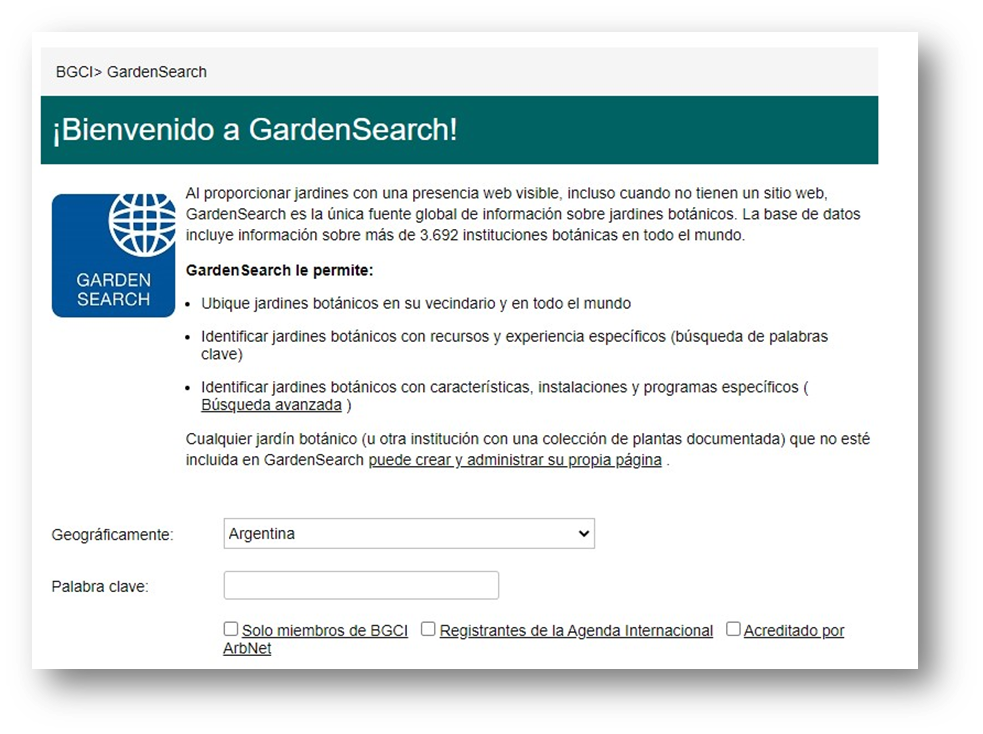 BGCI> GardenSearch
¡Bienvenido a GardenSearch!
GARDEN
SEARCH
Al proporcionar jardines con una presencia web visible, incluso cuando no tienen un sitio web,
GardenSearch es la única fuente global de información sobre jardines botánicos. La base de datos
incluye información sobre más de 3.692 instituciones botánicas en todo el mundo.
GardenSearch le permite:
• Ubique jardines botánicos en su vecindario y en todo el mundo
• Identificar jardines botánicos con recursos y experiencia específicos (búsqueda de palabras
clave)
• Identificar jardines botánicos con características, instalaciones y programas específicos (
Búsqueda avanzada )
Cualquier jardín botánico (u otra institución con una colección de plantas documentada) que no esté
incluida en GardenSearch puede crear y administrar su propia página .
Geográficamente: Argentina
Palabra clave:
Solo miembros de BGCI Registrantes de la Agenda Internacional Acreditado por
ArbNet